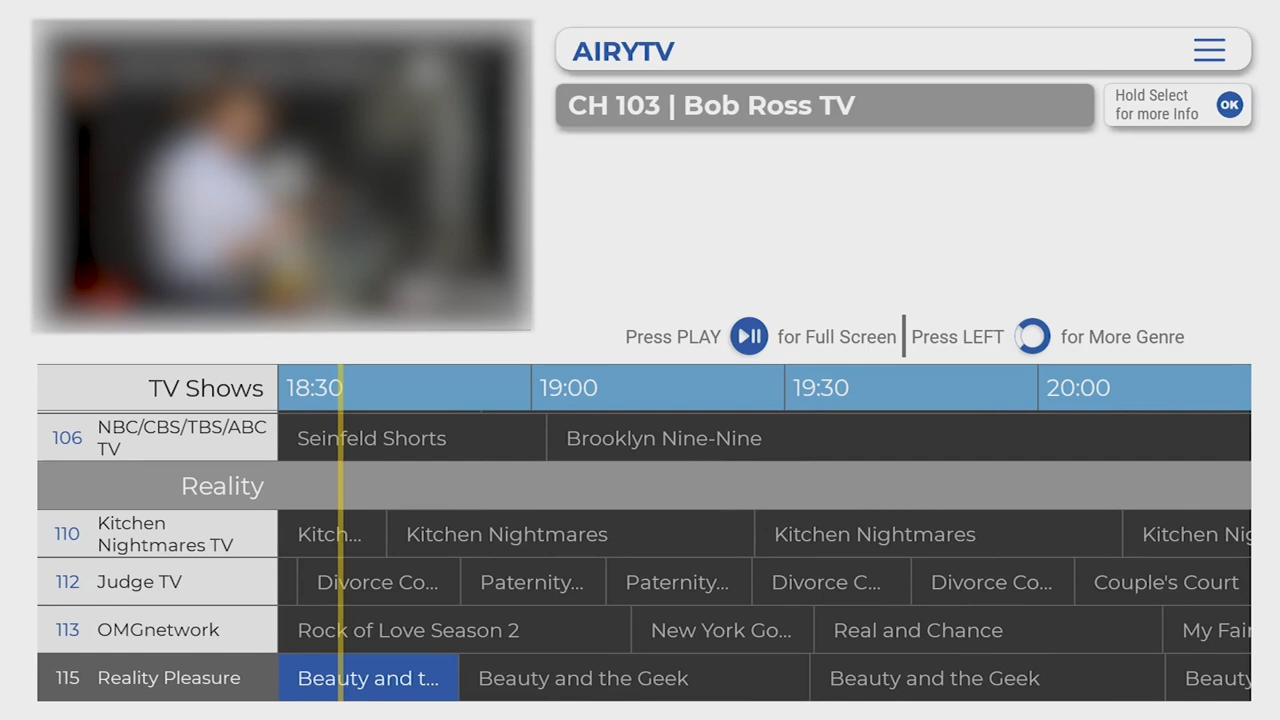 AIRYTV
CH 103 | Bob Ross TV
Hold Select
for more Info
OK
Press PLAY for Full Screen Press LEFT for More Genre
TV Shows 18:30 19:00 19:30 20:00
106 NBC/CBS/TBS/ABC TV Seinfeld Shorts Brooklyn Nine-Nine
Reality
110 Kitchen Nightmares TV Kitch... Kitchen Nightmares Kitchen Nightmares Kitchen Nig
112 Judge TV Divorce Co... Paternity... Paternity... Divorce C... Divorce Co... Couple's Court
113 OMGnetwork Rock of Love Season 2 New York Go... Real and Chance My Fai
115 Reality Pleasure Beauty and t... Beauty and the Geek Beauty and the Geek Beauty